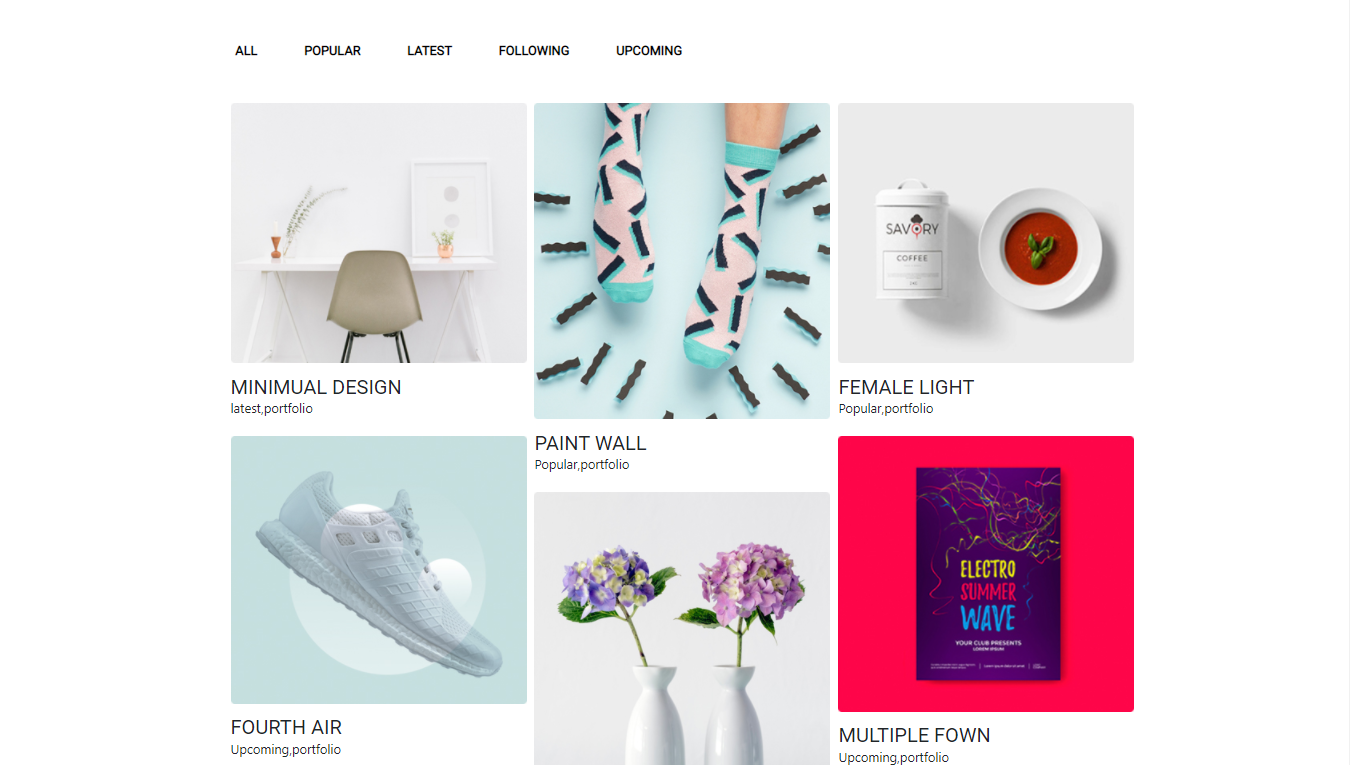 ALL
POPULAR
LATEST
FOLLOWING
UPCOMING
SAVORY
COFFEE
MINIMUAL DESIGN
latest,portfolio
FEMALE LIGHT
Popular,portfolio
PAINT WALL
Popular,portfolio
ELECTRO
SUMMER
WAVE
YOUR CLUB PRESENTS
LOREM IPSUM
FOURTH AIR
Upcoming,portfolio
MULTIPLE FOWN
Upcoming,portfolio